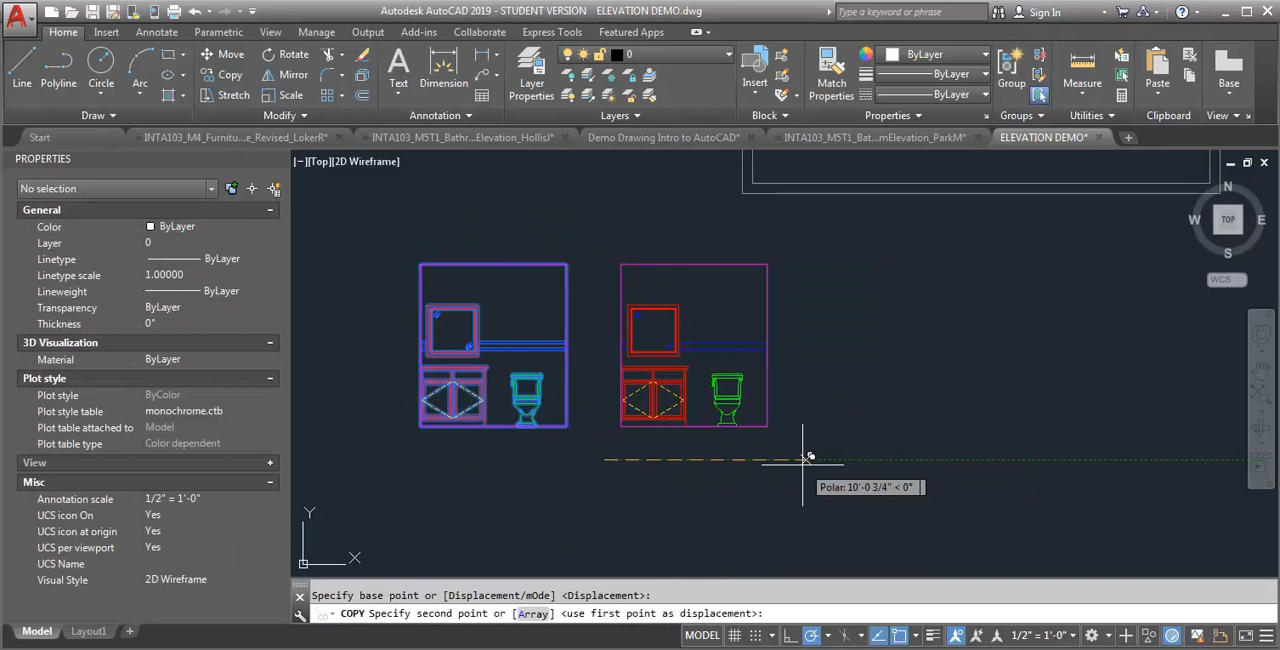 A Autodesk AutoCAD 2019 - STUDENT VERSION ELEVATION DEMO.dwg Type a keyword or phrase Sign In
Home Insert Annotate Parametric View Manage Output Add-ins Collaborate Express Tools Featured Apps
Line Polyline Circle Arc Move Copy Stretch Rotate Mirror Scale Text Dimension Layer Properties 0 Insert Match Properties ByLayer ByLayer ByLayer Group Measure Paste Base
Draw Modify Annotation Layers Block Properties Groups Utilities Clipboard View
Start INTA103_M4_Furnitu...e_Revised_LokerR* INTA103_M5T1_Bathr...Elevation_HollisJ* Demo Drawing Intro to AutoCAD* INTA103_M5T1_Bat...mElevation_ParkM* ELEVATION DEMO*
PROPERTIES
[−][Top][2D Wireframe]
No selection
General
Color ByLayer
Layer 0
Linetype ByLayer
Linetype scale 1.00000
Lineweight ByLayer
Transparency ByLayer
Thickness 0"
3D Visualization
Material ByLayer
Plot style
Plot style ByColor
Plot style table monochrome.ctb
Plot table attached to Model
Plot table type Color dependent
View
Misc
Annotation scale 1/2" = 1'-0"
UCS icon On Yes
UCS icon at origin Yes
UCS per viewport Yes
UCS Name
Visual Style 2D Wireframe
N
W TOP E
S
WCS
Polar: 10'-0 3/4" < 0°
Y
X
Specify base point or [Displacement/mOde] <Displacement>:
COPY Specify second point or [Array] <use first point as displacement>:
Model Layout1 MODEL 1/2" = 1'-0"